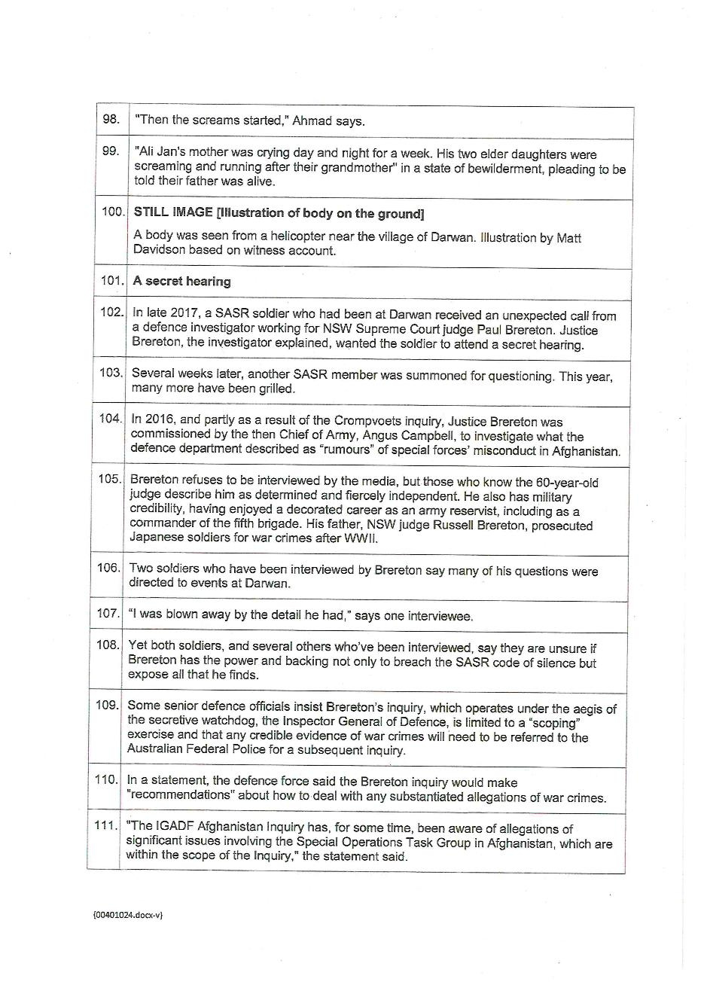 98. "Then the screams started," Ahmad says.
99. "Ali Jan's mother was crying day and night for a week. His two elder daughters were
screaming and running after their grandmother" in a state of bewilderment, pleading to be
told their father was alive.
100. STILL IMAGE [Illustration of body on the ground]
A body was seen from a helicopter near the village of Darwan. Illustration by Matt
Davidson based on witness account.
101. A secret hearing
102. In late 2017, a SASR soldier who had been at Darwan received an unexpected call from
a defence investigator working for NSW Supreme Court judge Paul Brereton. Justice
Brereton, the investigator explained, wanted the soldier to attend a secret hearing.
103. Several weeks later, another SASR member was summoned for questioning. This year,
many more have been grilled.
104. In 2016, and partly as a result of the Crompvoets inquiry, Justice Brereton was
commissioned by the then Chief of Army, Angus Campbell, to investigate what the
defence department described as “rumours” of special forces’ misconduct in Afghanistan.
105. Brereton refuses to be interviewed by the media, but those who know the 60-year-old
judge describe him as determined and fiercely independent. He also has military
credibility, having enjoyed a decorated career as an army reservist, including as a
commander of the fifth brigade. His father, NSW judge Russell Brereton, prosecuted
Japanese soldiers for war crimes after WWII.
106. Two soldiers who have been interviewed by Brereton say many of his questions were
directed to events at Darwan.
107. “I was blown away by the detail he had,” says one interviewee.
108. Yet both soldiers, and several others who’ve been interviewed, say they are unsure if
Brereton has the power and backing not only to breach the SASR code of silence but
expose all that he finds.
109. Some senior defence officials insist Brereton’s inquiry, which operates under the aegis of
the secretive watchdog, the Inspector General of Defence, is limited to a “scoping”
exercise and that any credible evidence of war crimes will need to be referred to the
Australian Federal Police for a subsequent inquiry.
110. In a statement, the defence force said the Brereton inquiry would make
"recommendations" about how to deal with any substantiated allegations of war crimes.
111. "The IGADF Afghanistan Inquiry has, for some time, been aware of allegations of
significant issues involving the Special Operations Task Group in Afghanistan, which are
within the scope of the Inquiry," the statement said.
{00401024.docx-v}